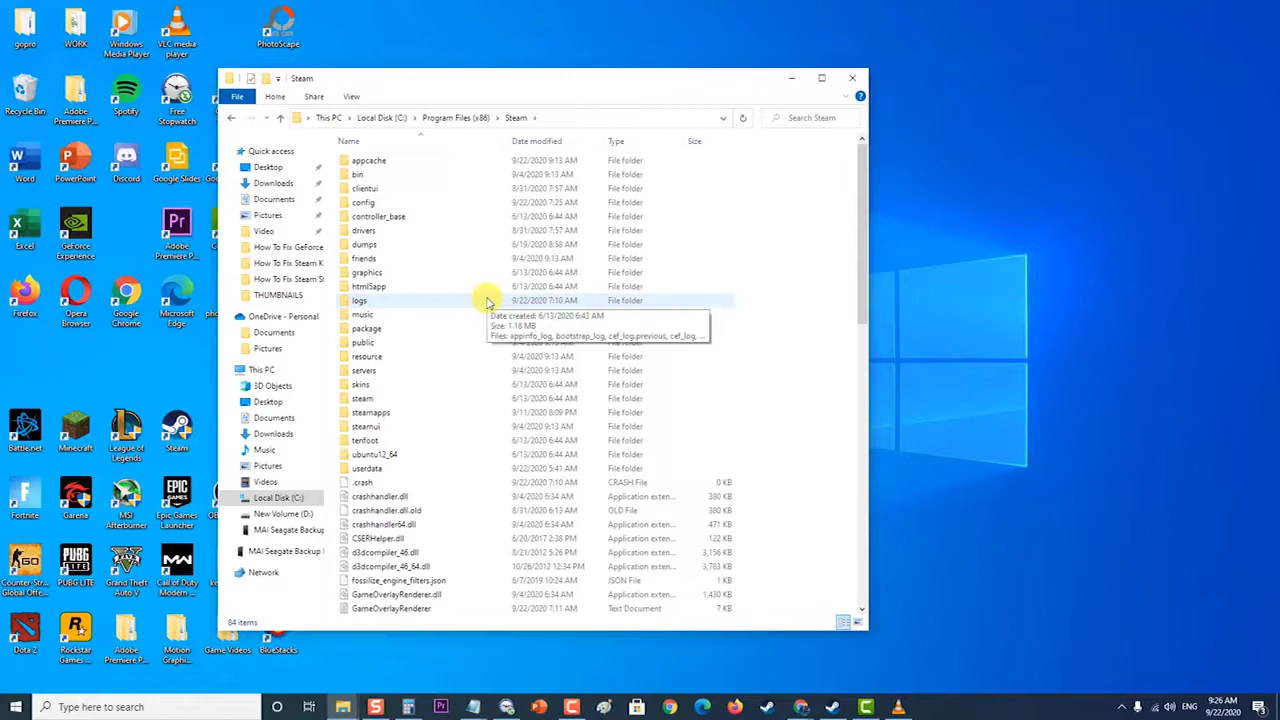 gopro
WORK
Windows Media Player
VLC media player
PhotoScape
Recycle Bin
Adobe Premiere P...
Spotify
Free Stopwatch
Word
PowerPoint
Discord
Google Slides
Excel
GeForce Experience
Adobe Premiere P...
Firefox
Opera Browser
Google Chrome
Microsoft Edge
Battle.net
Minecraft
League of Legends
Steam
Fortnite
Garena
MSI Afterburner
Epic Games Launcher
Counter-St... Global Offe...
PUBG LITE
Grand Theft Auto V
Call of Duty Modern ...
Dota 2
Rockstar Games ...
Adobe Premiere P...
Motion Graphi...
Game Videos
BlueStacks
Steam
File Home Share View
This PC > Local Disk (C:) > Program Files (x86) > Steam >
Search Steam
Quick access
Desktop
Downloads
Documents
Pictures
Video
How To Fix GeForce
How To Fix Steam K
How To Fix Steam St
THUMBNAILS
OneDrive - Personal
Documents
Pictures
This PC
3D Objects
Desktop
Documents
Downloads
Music
Pictures
Videos
Local Disk (C:)
New Volume (D:)
MAI Seagate Backup
MAI Seagate Backup
Network
Name Date modified Type Size
appcache 9/22/2020 9:13 AM File folder
bin 9/4/2020 9:13 AM File folder
clientui 8/31/2020 7:57 AM File folder
config 9/22/2020 7:25 AM File folder
controller_base 6/13/2020 6:44 AM File folder
drivers 8/31/2020 7:57 AM File folder
dumps 6/19/2020 8:58 AM File folder
friends 9/4/2020 9:13 AM File folder
graphics 6/13/2020 6:44 AM File folder
html5app 6/13/2020 6:44 AM File folder
logs 9/22/2020 7:10 AM File folder
Date created: 6/13/2020 6:43 AM
Size: 1.18 MB
Files: appinfo_log, bootstrap_log, cef_log.previous, cef_log, ...
music
package
public File folder
resource 9/4/2020 9:13 AM File folder
servers 9/4/2020 9:13 AM File folder
skins 6/13/2020 6:44 AM File folder
steam 6/13/2020 6:44 AM File folder
steamapps 9/11/2020 8:09 PM File folder
steamui 9/4/2020 9:13 AM File folder
tenfoot 6/13/2020 6:44 AM File folder
ubuntu12_64 6/13/2020 6:44 AM File folder
userdata 9/22/2020 5:41 AM File folder
.crash 9/22/2020 7:10 AM CRASH File 0 KB
crashhandler.dll 9/4/2020 6:34 AM Application exten... 380 KB
crashhandler.dll.old 8/31/2020 6:13 AM OLD File 380 KB
crashhandler64.dll 9/4/2020 6:34 AM Application exten... 471 KB
CSERHelper.dll 6/20/2017 2:38 PM Application exten... 122 KB
d3dcompiler_46.dll 8/21/2012 5:26 PM Application exten... 3,156 KB
d3dcompiler_46_64.dll 10/26/2012 12:34 PM Application exten... 3,783 KB
fossilize_engine_filters.json 6/7/2019 10:24 AM JSON File 1 KB
GameOverlayRenderer.dll 9/4/2020 6:34 AM Application exten... 1,430 KB
GameOverlayRenderer 9/22/2020 7:11 AM Text Document 7 KB
84 items
Type here to search
ENG
9:26 AM
9/22/2020